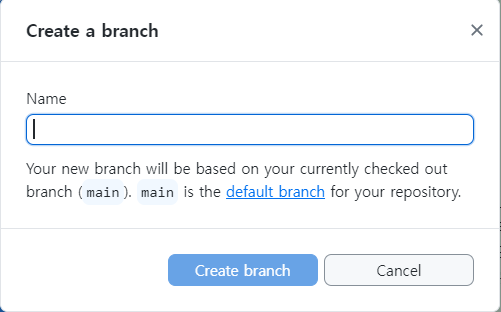 Create a branch
Name
Your new branch will be based on your currently checked out
branch (main). main is the default branch for your repository.
Create branch
Cancel